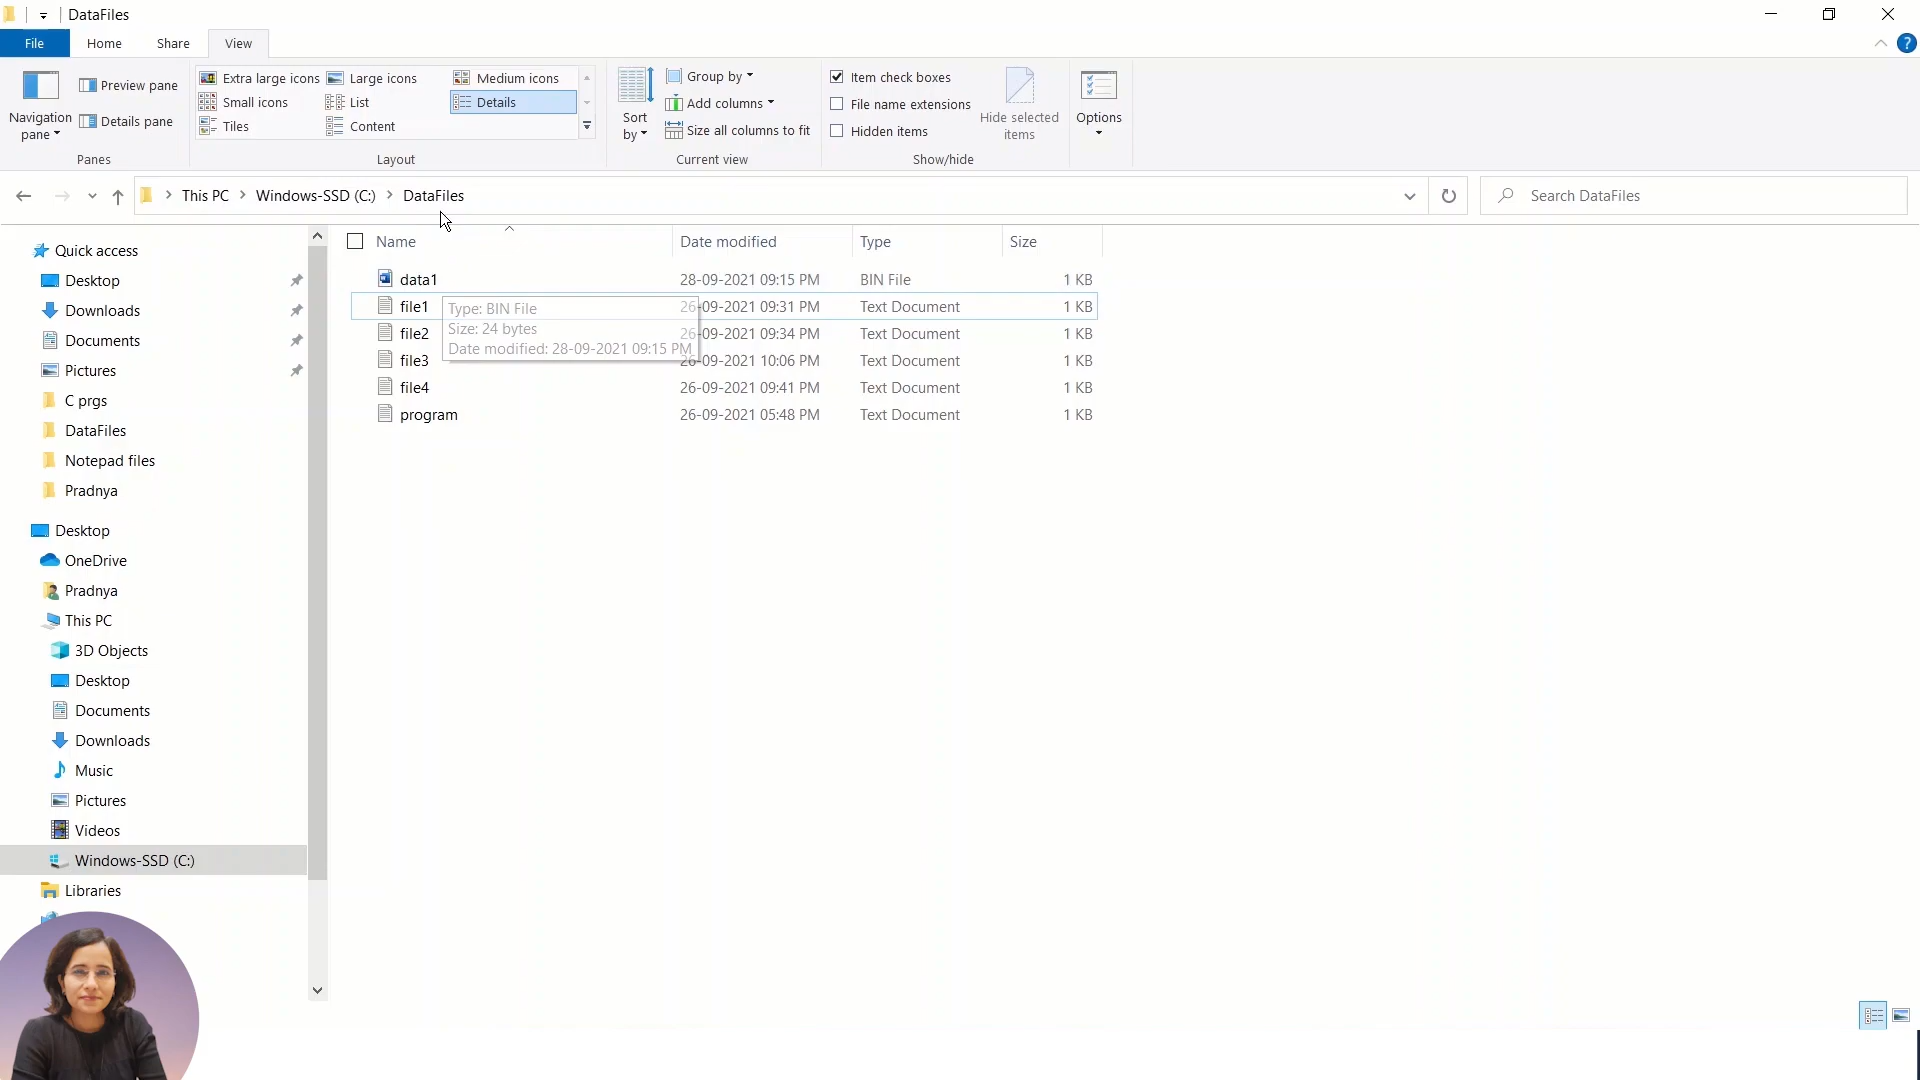 DataFiles
File
Home
Share
View
?
Navigation
pane
Preview pane
Details pane
Panes
Extra large icons
Large icons
Medium icons
Small icons
List
Details
Tiles
Content
Layout
Sort
by
Group by
Add columns
Size all columns to fit
Current view
Item check boxes
File name extensions
Hidden items
Hide selected
items
Show/hide
Options
This PC
Windows-SSD (C:)
DataFiles
Search DataFiles
Name
Date modified
Type
Size
data1
28-09-2021 09:15 PM
BIN File
1 KB
file1
26-09-2021 09:31 PM
Text Document
1 KB
Type: BIN File
Size: 24 bytes
Date modified: 28-09-2021 09:15 PM
file2
26-09-2021 09:34 PM
Text Document
1 KB
file3
26-09-2021 10:06 PM
Text Document
1 KB
file4
26-09-2021 09:41 PM
Text Document
1 KB
program
26-09-2021 05:48 PM
Text Document
1 KB
Quick access
Desktop
Downloads
Documents
Pictures
C prgs
DataFiles
Notepad files
Pradnya
Desktop
OneDrive
Pradnya
This PC
3D Objects
Desktop
Documents
Downloads
Music
Pictures
Videos
Windows-SSD (C:)
Libraries